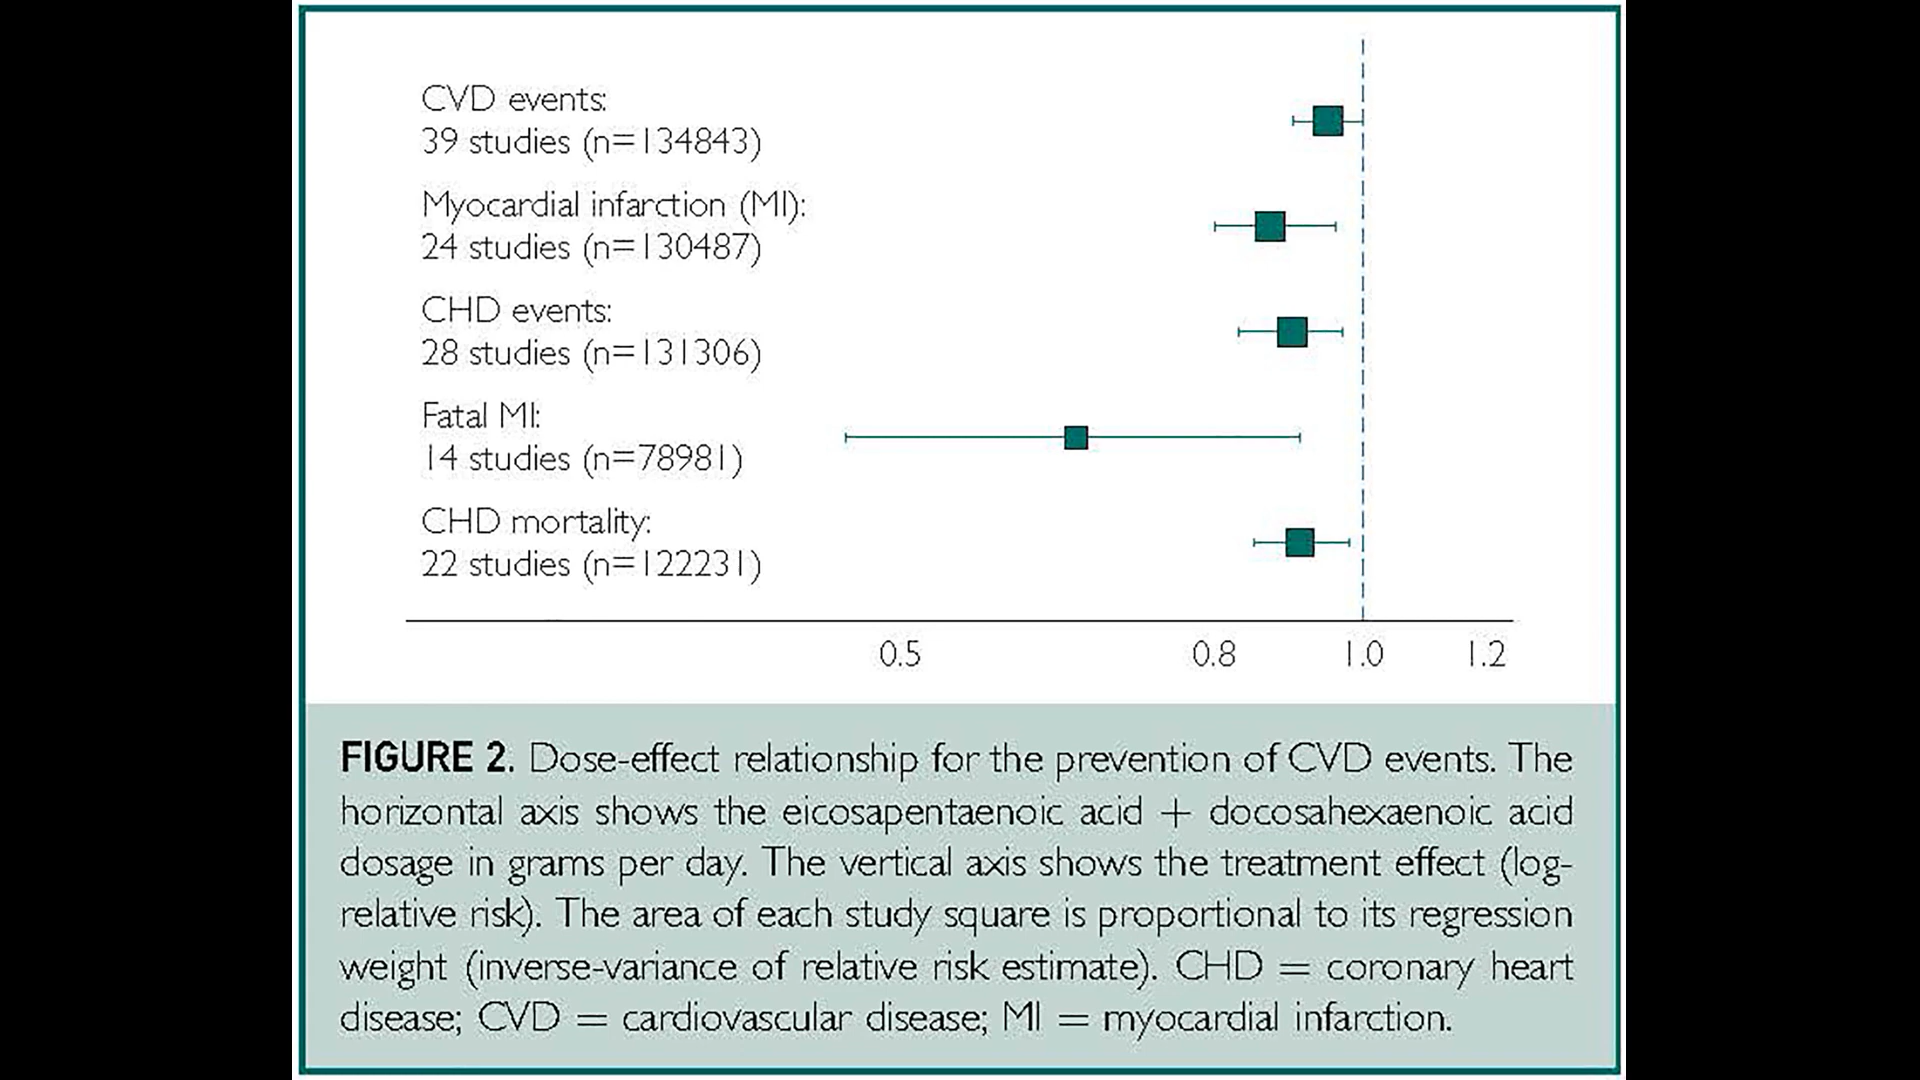 CVD events:
39 studies (n=134843)
Myocardial infarction (MI):
24 studies (n=130487)
CHD events:
28 studies (n=131306)
Fatal MI:
14 studies (n=78981)
CHD mortality:
22 studies (n=122231)
0.5 0.8 1.0 1.2
FIGURE 2. Dose-effect relationship for the prevention of CVD events. The
horizontal axis shows the eicosapentaenoic acid + docosahexaenoic acid
dosage in grams per day. The vertical axis shows the treatment effect (log-
relative risk). The area of each study square is proportional to its regression
weight (inverse-variance of relative risk estimate). CHD = coronary heart
disease; CVD = cardiovascular disease; MI = myocardial infarction.